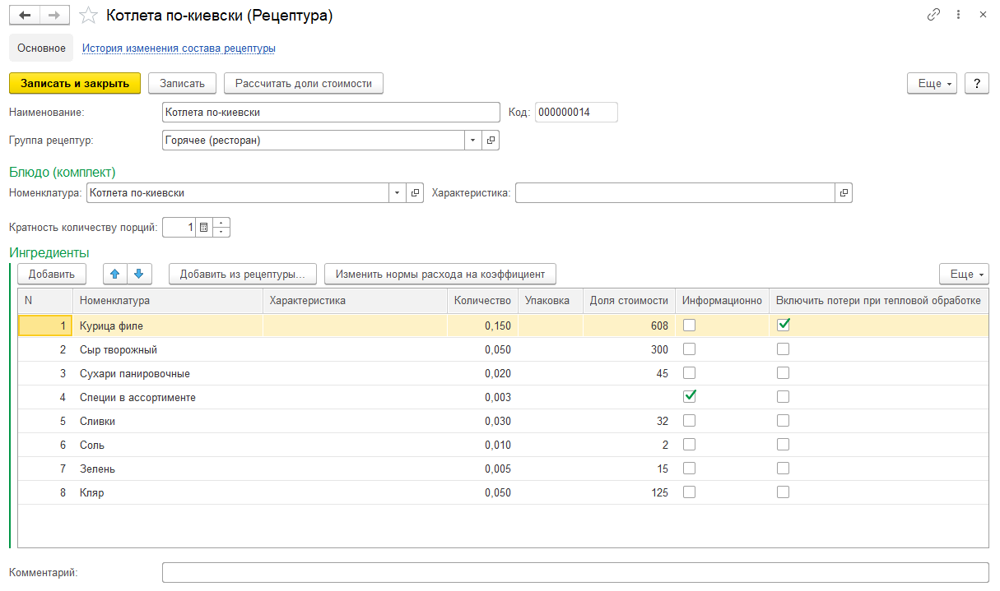 Котлета по-киевски (Рецептура)
Основное История изменения состава рецептуры
Записать и закрыть Записать Рассчитать доли стоимости Еще ?
Наименование: Котлета по-киевски Код: 000000014
Группа рецептур: Горячее (ресторан)
Блюдо (комплект)
Номенклатура: Котлета по-киевски Характеристика:
Кратность количеству порций: 1
Ингредиенты
Добавить Добавить из рецептуры... Изменить нормы расхода на коэффициент Еще
N Номенклатура Характеристика Количество Упаковка Доля стоимости Информационно Включить потери при тепловой обработке
1 Курица филе 0,150 608
2 Сыр творожный 0,050 300
3 Сухари панировочные 0,020 45
4 Специи в ассортименте 0,003
5 Сливки 0,030 32
6 Соль 0,010 2
7 Зелень 0,005 15
8 Кляр 0,050 125
Комментарий: